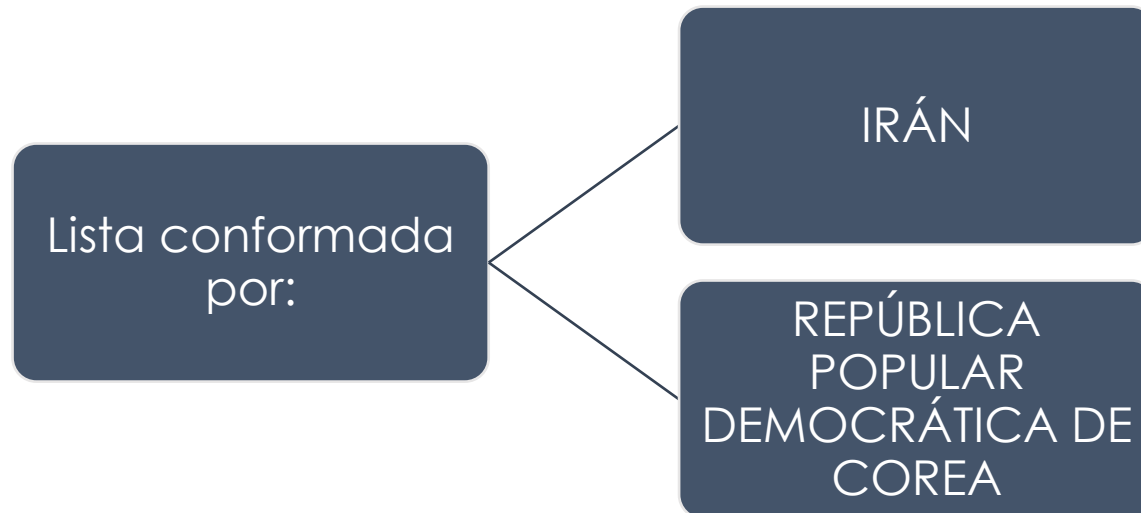 Lista conformada
por:
IRÁN
REPÚBLICA
POPULAR
DEMOCRÁTICA DE
COREA